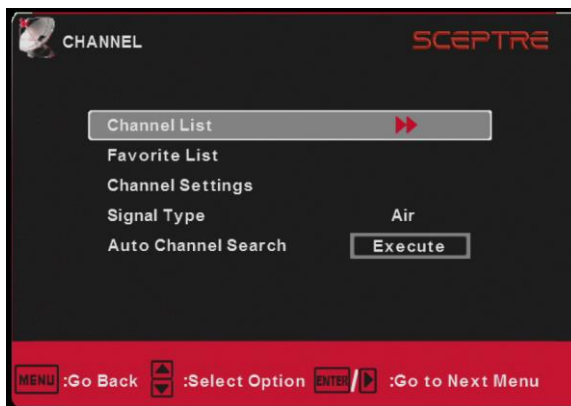 CHANNEL SCEPTRE
Channel List
Favorite List
Channel Settings
Signal Type Air
Auto Channel Search Execute
MENU :Go Back :Select Option ENTER / :Go to Next Menu